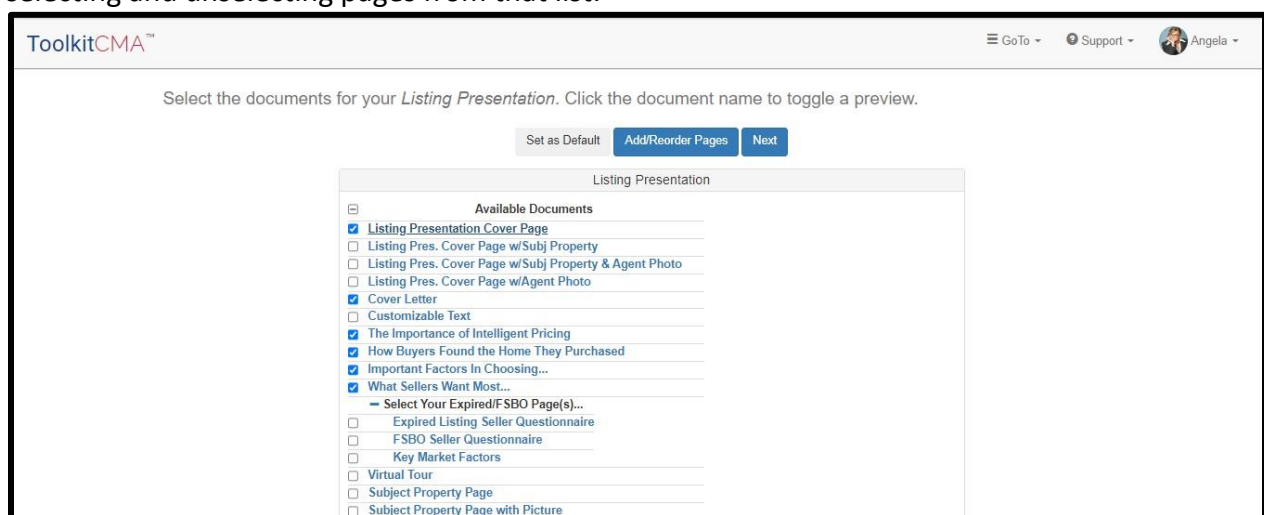 selecting and unselecting pages from that list.
ToolkitCMA™ GoTo Support Angela
Select the documents for your Listing Presentation. Click the document name to toggle a preview.
Set as Default Add/Reorder Pages Next
Listing Presentation
Available Documents
Listing Presentation Cover Page
Listing Pres. Cover Page w/Subj Property
Listing Pres. Cover Page w/Subj Property & Agent Photo
Listing Pres. Cover Page w/Agent Photo
Cover Letter
Customizable Text
The Importance of Intelligent Pricing
How Buyers Found the Home They Purchased
Important Factors In Choosing...
What Sellers Want Most...
Select Your Expired/FSBO Page(s)...
Expired Listing Seller Questionnaire
FSBO Seller Questionnaire
Key Market Factors
Virtual Tour
Subject Property Page
Subject Property Page with Picture